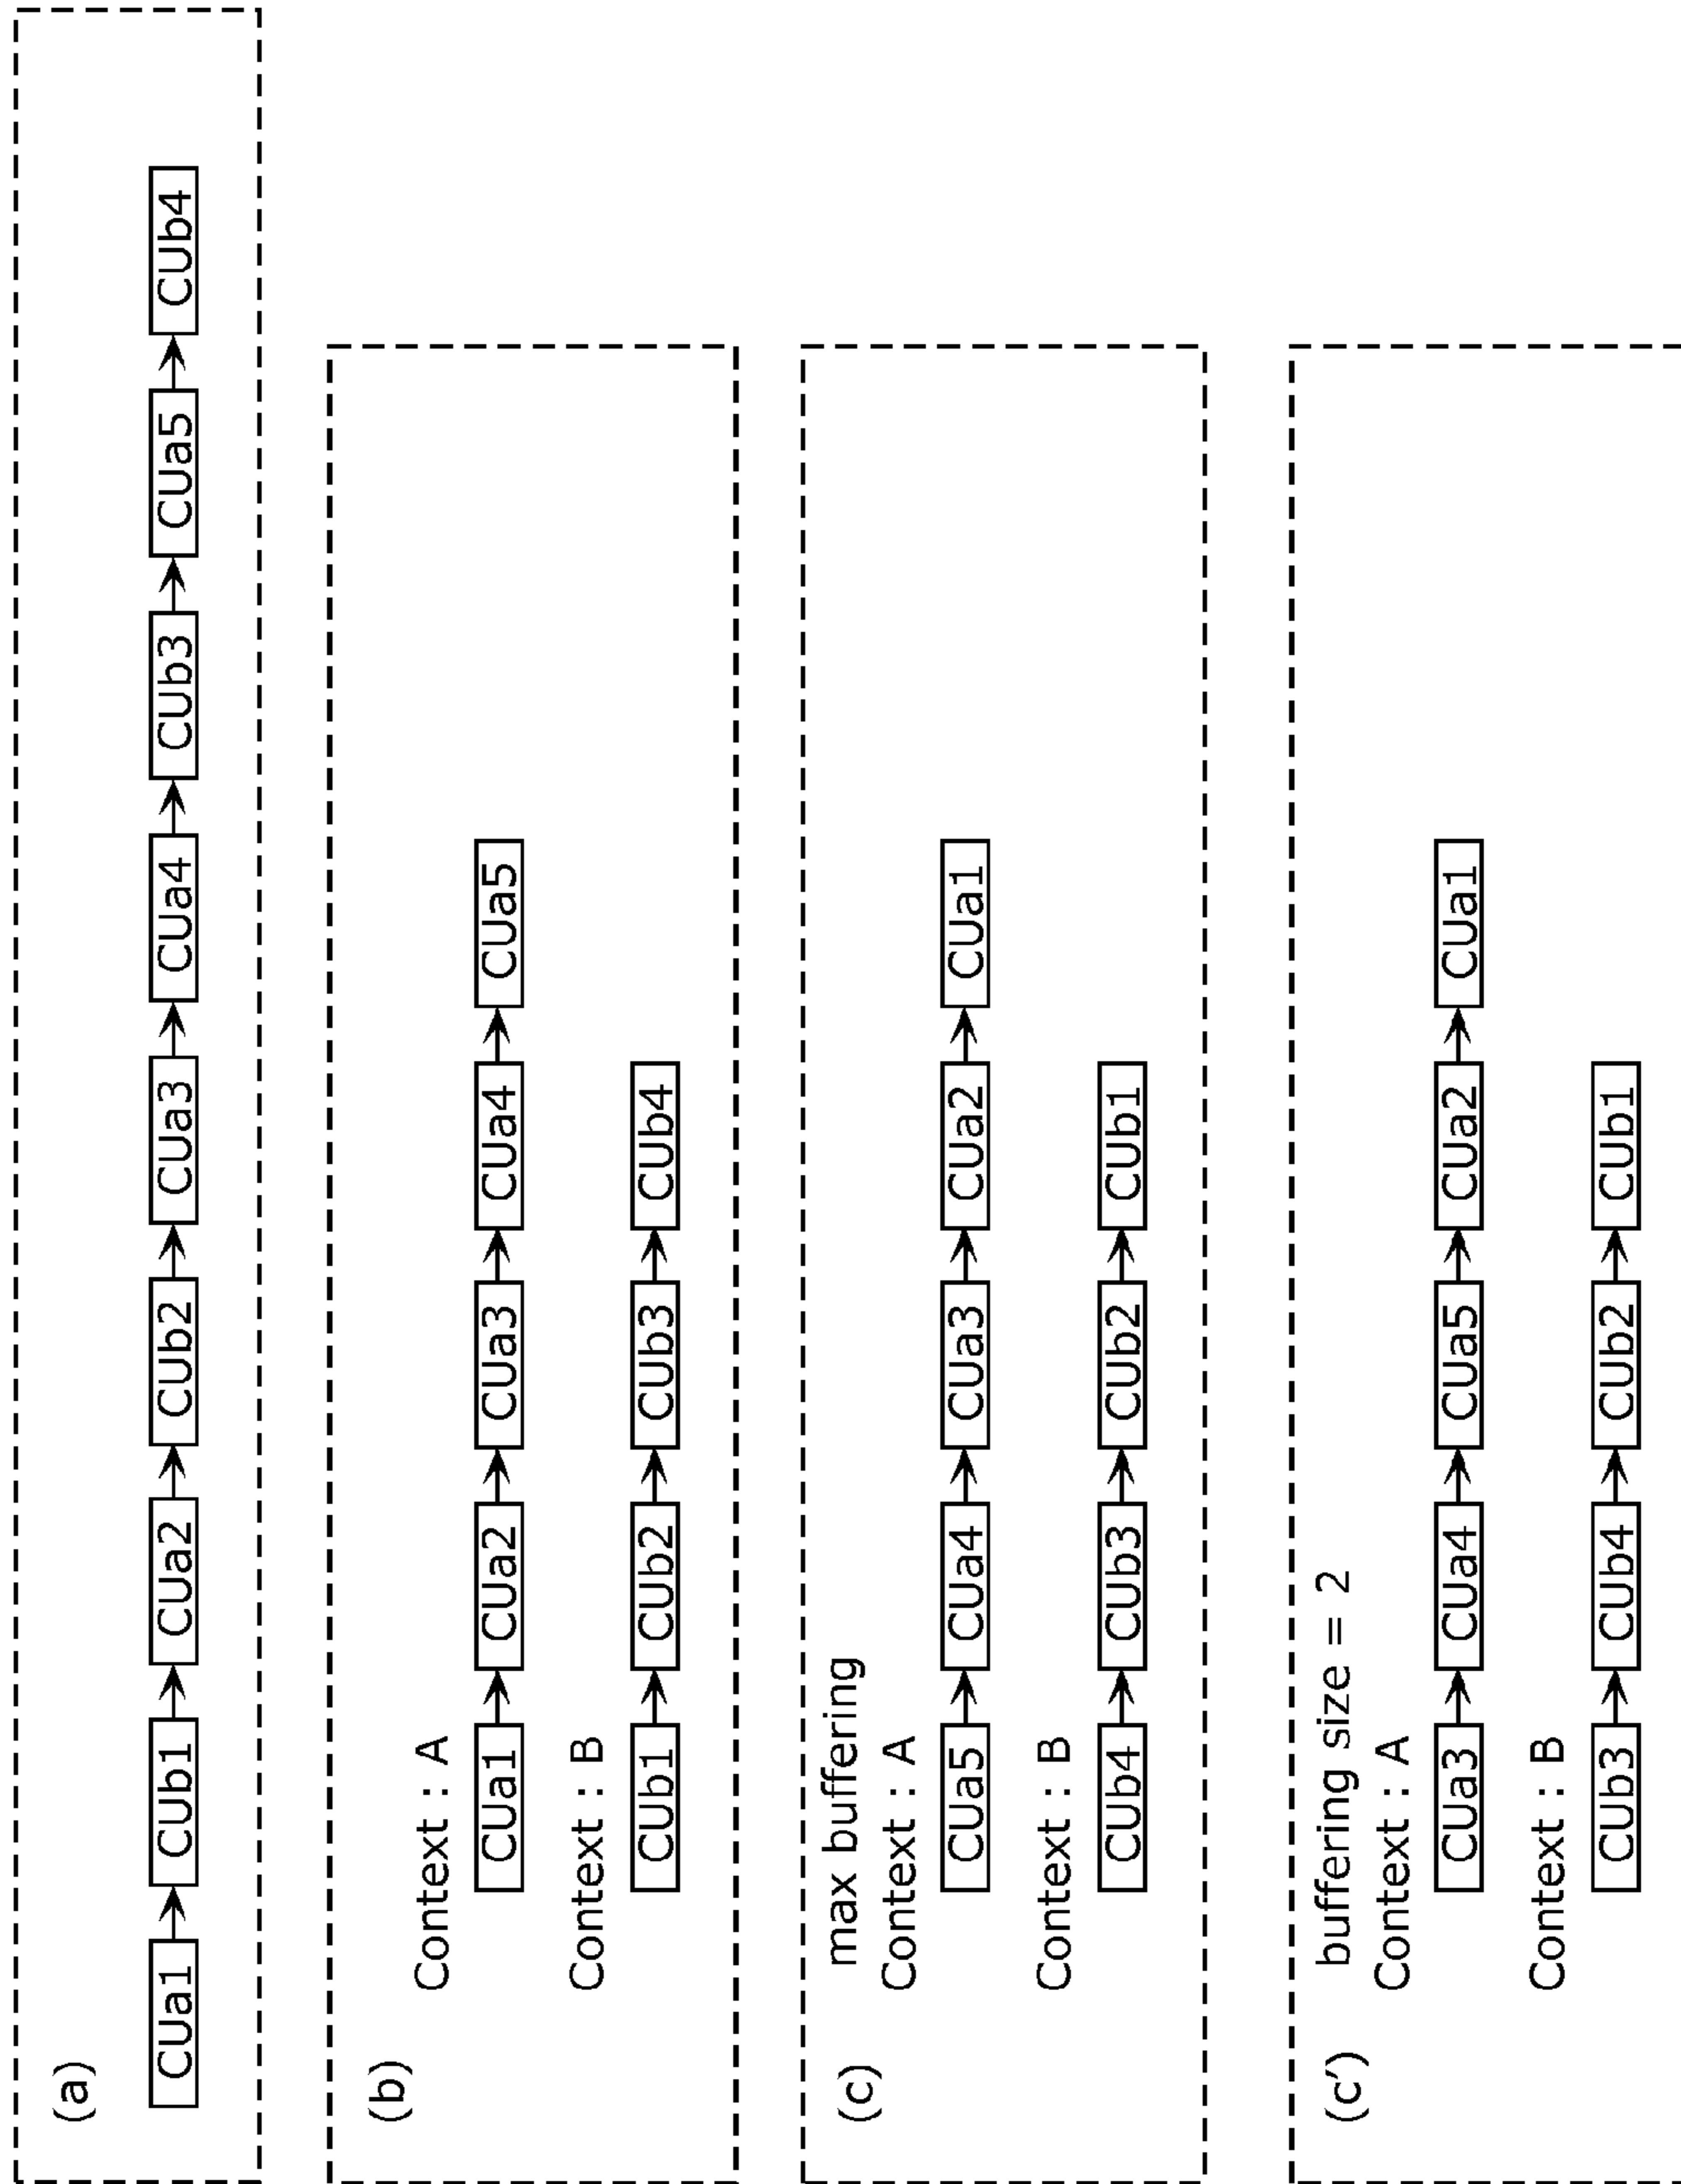 (a)
CUa1 CUb1 CUa2 CUb2 CUa3 CUa4 CUb3 CUa5 CUb4
(b)
Context : A
CUa1 CUa2 CUa3 CUa4 CUa5
Context : B
CUb1 CUb2 CUb3 CUb4
(c)
max buffering
Context : A
CUa5 CUa4 CUa3 CUa2 CUa1
Context : B
CUb4 CUb3 CUb2 CUb1
(c’)
buffering size = 2
Context : A
CUa3 CUa4 CUa5 CUa2 CUa1
Context : B
CUb3 CUb4 CUb2 CUb1